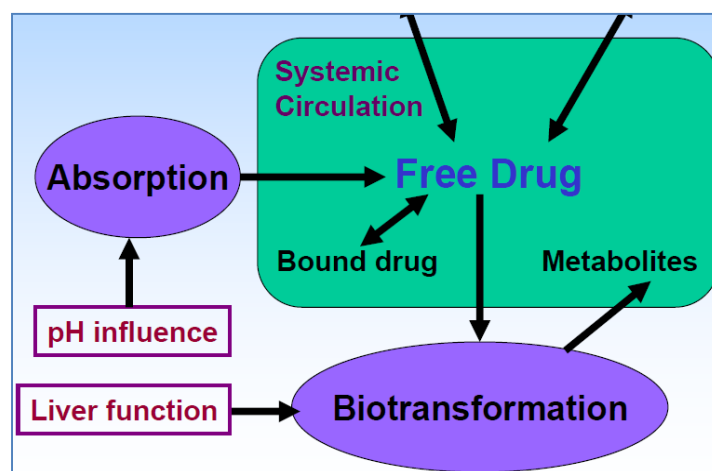 Systemic
Circulation
Absorption
Free Drug
Bound drug
Metabolites
pH influence
Liver function
Biotransformation